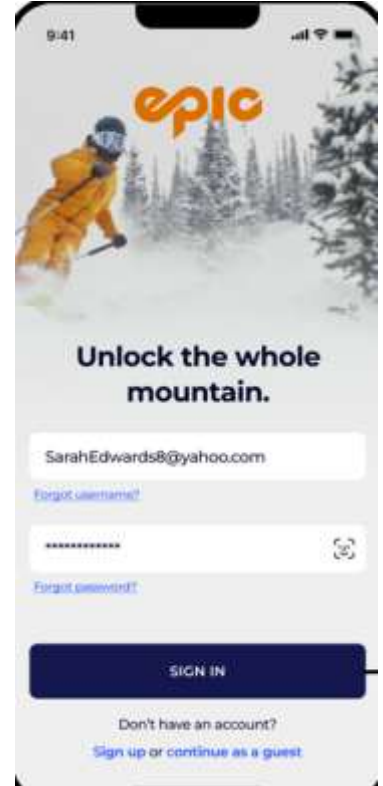 9:41
epic
Unlock the whole
mountain.
SarahEdwards8@yahoo.com
Forgot username?
************
Forgot password?
SIGN IN
Don't have an account?
Sign up or continue as a guest